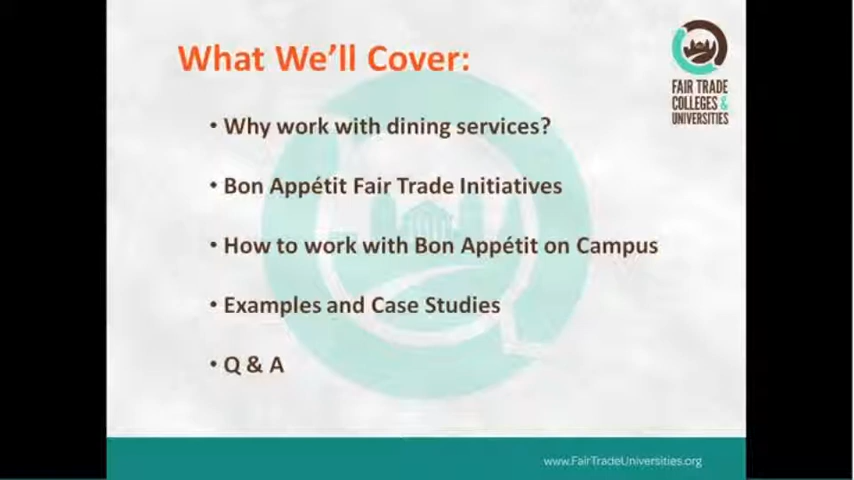 What We'll Cover:
FAIR TRADE
COLLEGES &
UNIVERSITIES
• Why work with dining services?
• Bon Appétit Fair Trade Initiatives
• How to work with Bon Appétit on Campus
• Examples and Case Studies
• Q & A
www.FairTradeUniversities.org